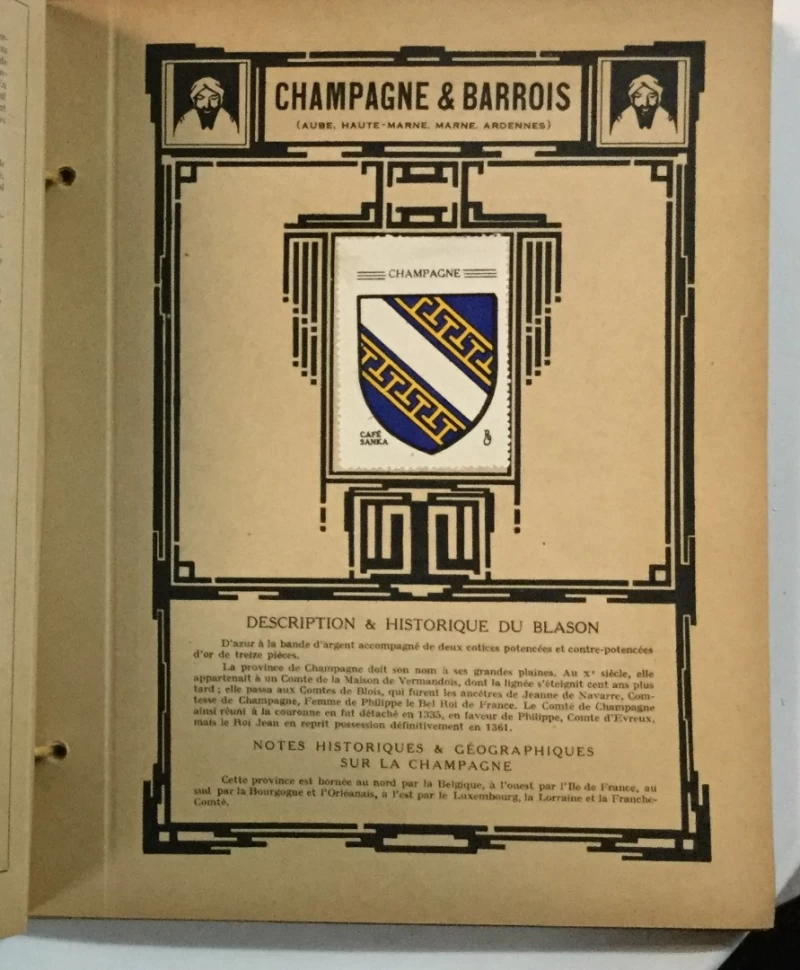 CHAMPAGNE & BARROIS
(AUBE, HAUTE-MARNE, MARNE, ARDENNES)
CHAMPAGNE
CAFÉ
SANKA
DESCRIPTION & HISTORIQUE DU BLASON
D'azur à la bande d'argent accompagné de deux cotices potencées et contre-potencées
d'or de treize pièces.
La province de Champagne doit son nom à ses grandes plaines. Au Xᵉ siècle, elle
appartenait à un Comte de la Maison de Vermandois, dont la lignée s'éteignit cent ans plus
tard ; elle passa aux Comtes de Blois, qui furent les ancêtres de Jeanne de Navarre, Com-
tesse de Champagne, Femme de Philippe le Bel Roi de France. Le Comté de Champagne
ainsi réuni à la couronne en fut détaché en 1335, en faveur de Philippe, Comte d'Evreux,
mais le Roi Jean en reprit possession définitivement en 1361.
NOTES HISTORIQUES & GÉOGRAPHIQUES
SUR LA CHAMPAGNE
Cette province est bornée au nord par la Belgique, à l'ouest par l'Ile de France, au
sud par la Bourgogne et l'Orléanais, à l'est par le Luxembourg, la Lorraine et la Franche-
Comté.